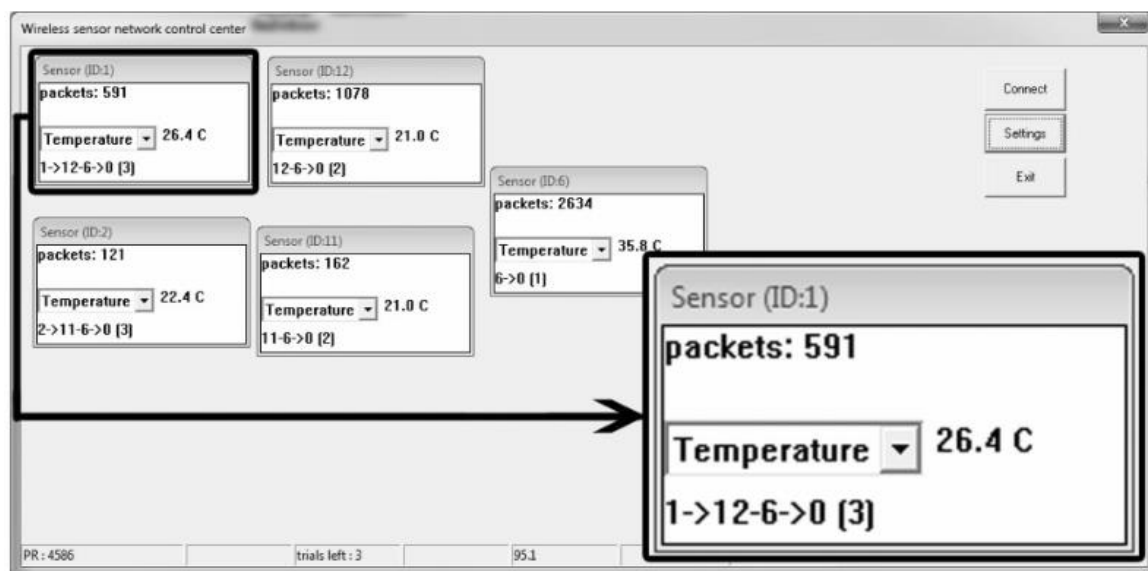 Wireless sensor network control center
Sensor (ID:1)
packets: 591
Temperature 26.4 C
1->12-6->0 (3)
Sensor (ID:12)
packets: 1078
Temperature 21.0 C
12-6->0 (2)
Sensor (ID:6)
packets: 2634
Temperature 35.8 C
6->0 (1)
Connect
Settings
Exit
Sensor (ID:2)
packets: 121
Temperature 22.4 C
2->11-6->0 (3)
Sensor (ID:11)
packets: 162
Temperature 21.0 C
11-6->0 (2)
Sensor (ID:1)
packets: 591
Temperature 26.4 C
1->12-6->0 (3)
PR : 4586
trials left : 3
95.1